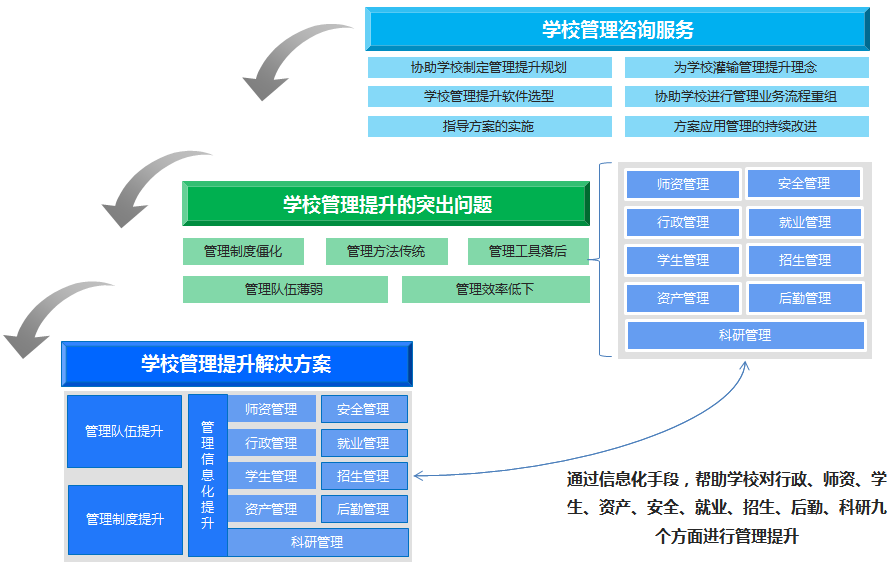 学校管理咨询服务
协助学校制定管理提升规划
为学校灌输管理提升理念
学校管理提升软件选型
协助学校进行管理业务流程重组
指导方案的实施
方案应用管理的持续改进
学校管理提升的突出问题
管理制度僵化
管理方法传统
管理工具落后
管理队伍薄弱
管理效率低下
师资管理
安全管理
行政管理
就业管理
学生管理
招生管理
资产管理
后勤管理
科研管理
学校管理提升解决方案
管理队伍提升
管理制度提升
管理信息化提升
师资管理
安全管理
行政管理
就业管理
学生管理
招生管理
资产管理
后勤管理
科研管理
通过信息化手段，帮助学校对行政、师资、学
生、资产、安全、就业、招生、后勤、科研九
个方面进行管理提升